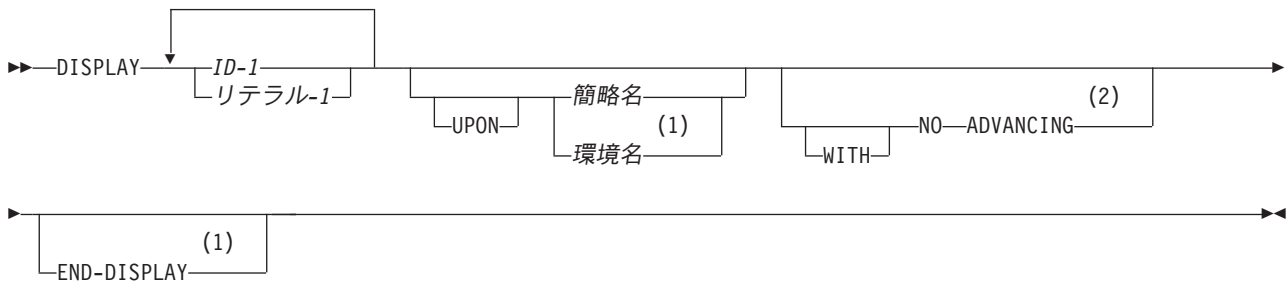 DISPLAY ID-1 簡略名 (2)
リテラル-1 UPON (1) NO ADVANCING
環境名 WITH
(1)
END-DISPLAY